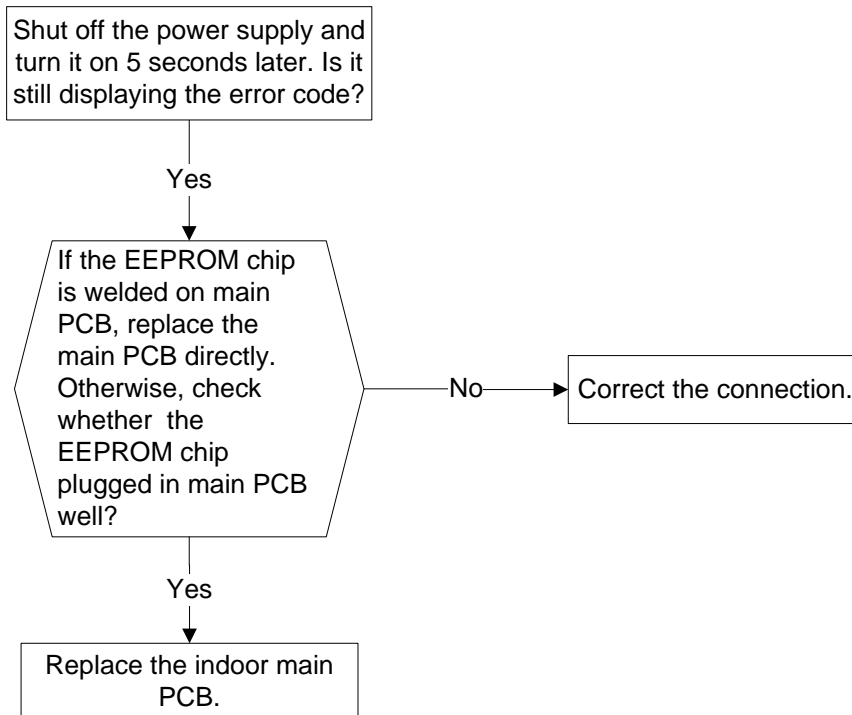 Shut off the power supply and
turn it on 5 seconds later. Is it
still displaying the error code?
Yes
If the EEPROM chip
is welded on main
PCB, replace the
main PCB directly.
Otherwise, check
whether  the
EEPROM chip
plugged in main PCB
well?
No
Correct the connection.
Yes
Replace the indoor main
PCB.